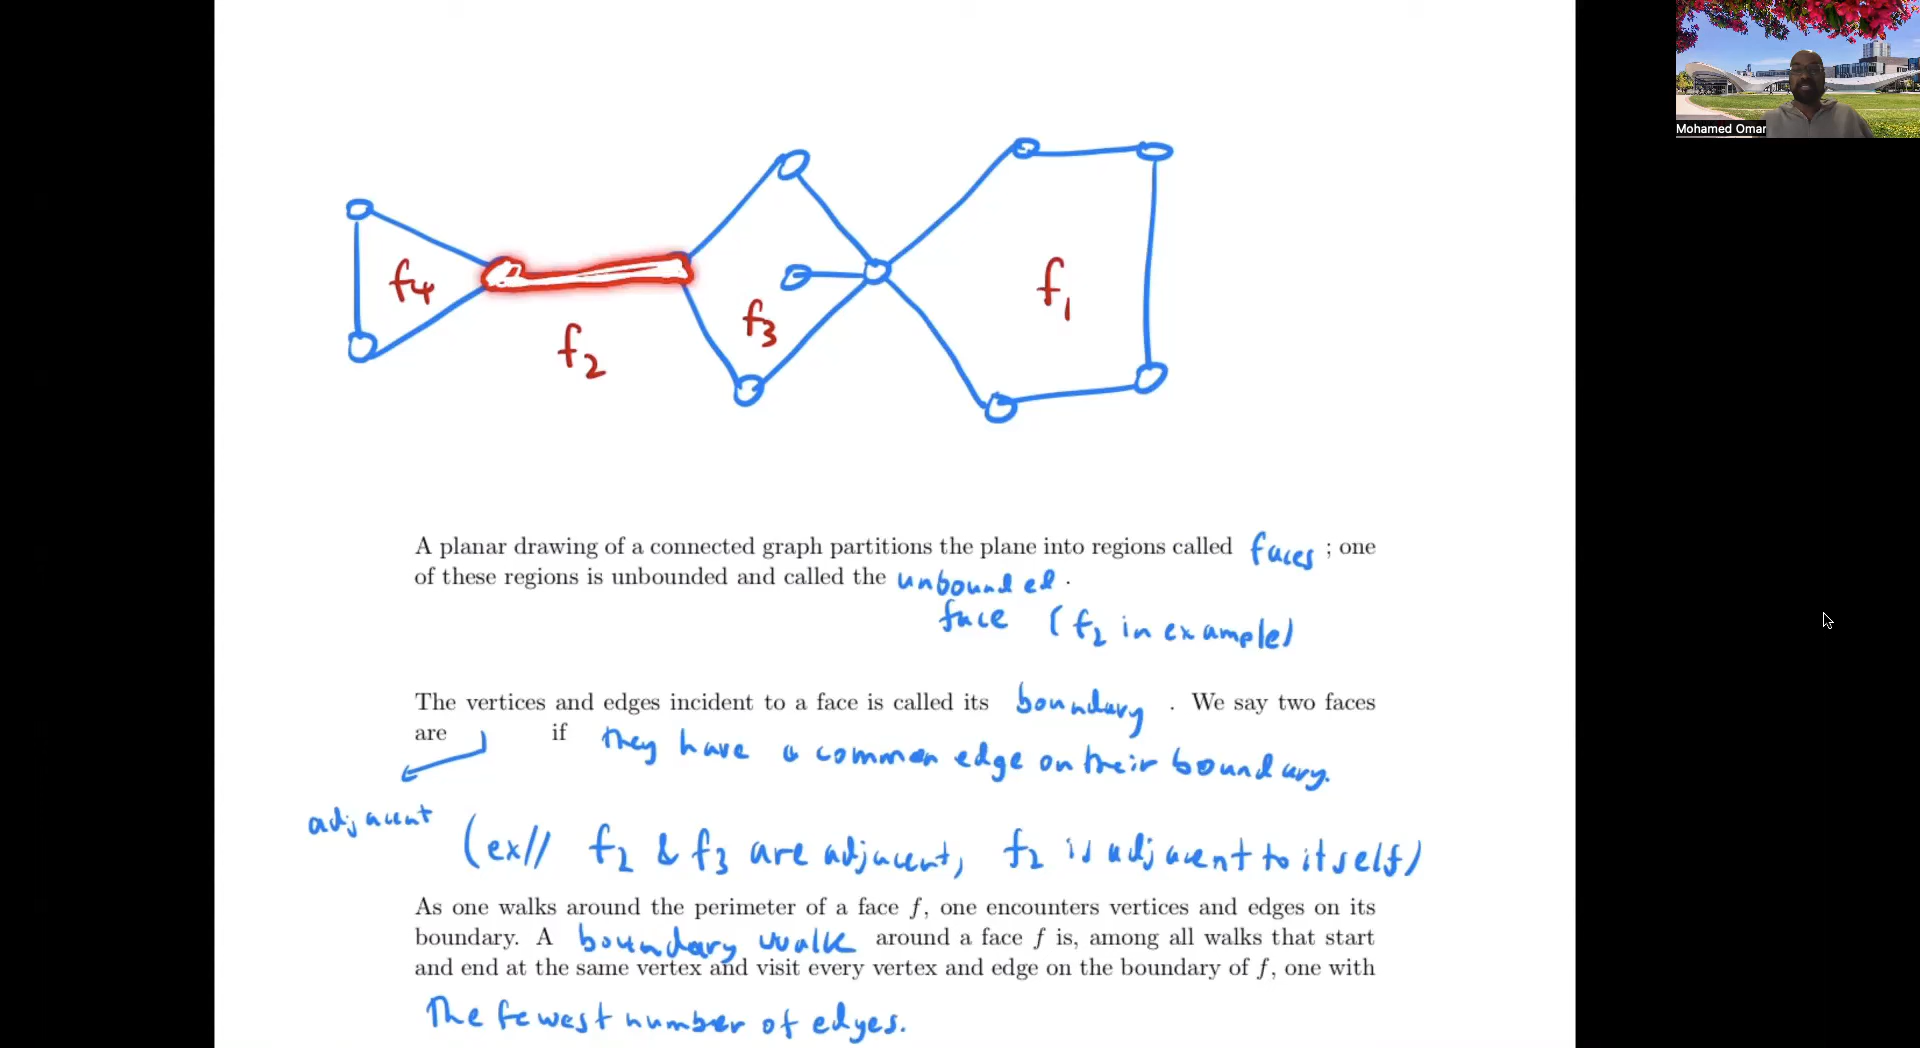 Mohamed Omar
f4
f2
f3
f1
A planar drawing of a connected graph partitions the plane into regions called faces ; one
of these regions is unbounded and called the unbounded .
face (f2 in example)
The vertices and edges incident to a face is called its boundary . We say two faces
are if they have a common edge on their boundary.
adjacent (ex// f2 & f3 are adjacent, f2 is adjacent to itself)
As one walks around the perimeter of a face f, one encounters vertices and edges on its
boundary. A boundary walk around a face f is, among all walks that start
and end at the same vertex and visit every vertex and edge on the boundary of f, one with
The fewest number of edges.